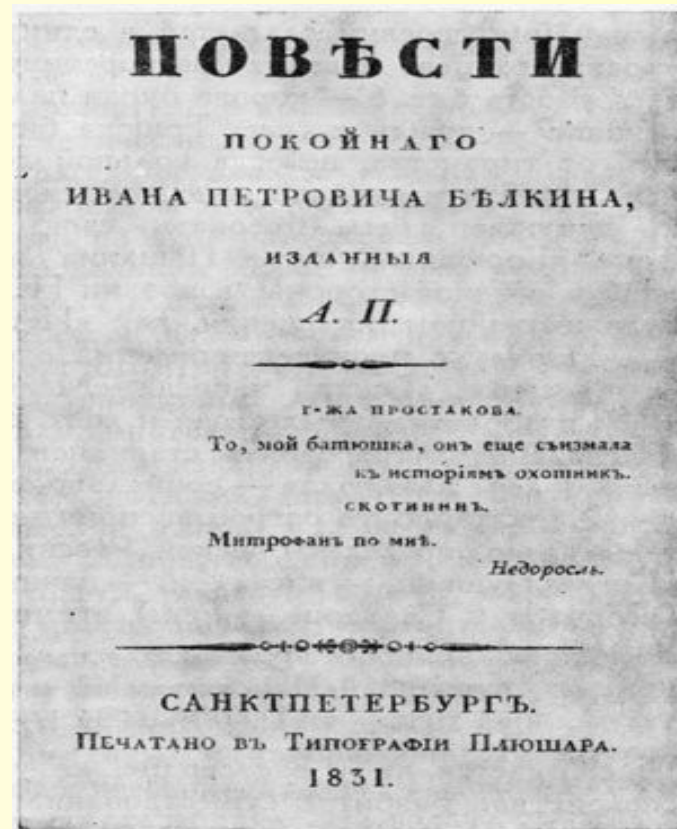 ПОВѢСТИ
ПОКОЙНАГО
ИВАНА ПЕТРОВИЧА БѢЛКИНА,
ИЗДАННЫЯ
А. П.
Г-ЖА ПРОСТАКОВА.
То, мой батюшка, онъ еще сызмала
къ исторіямъ охотникъ.
СКОТИНИНЪ.
Митрофанъ по мнѣ.
Недоросль.
САНКТПЕТЕРБУРГЪ.
ПЕЧАТАНО ВЪ ТИПОГРАФІИ ПЛЮШАРА.
1831.